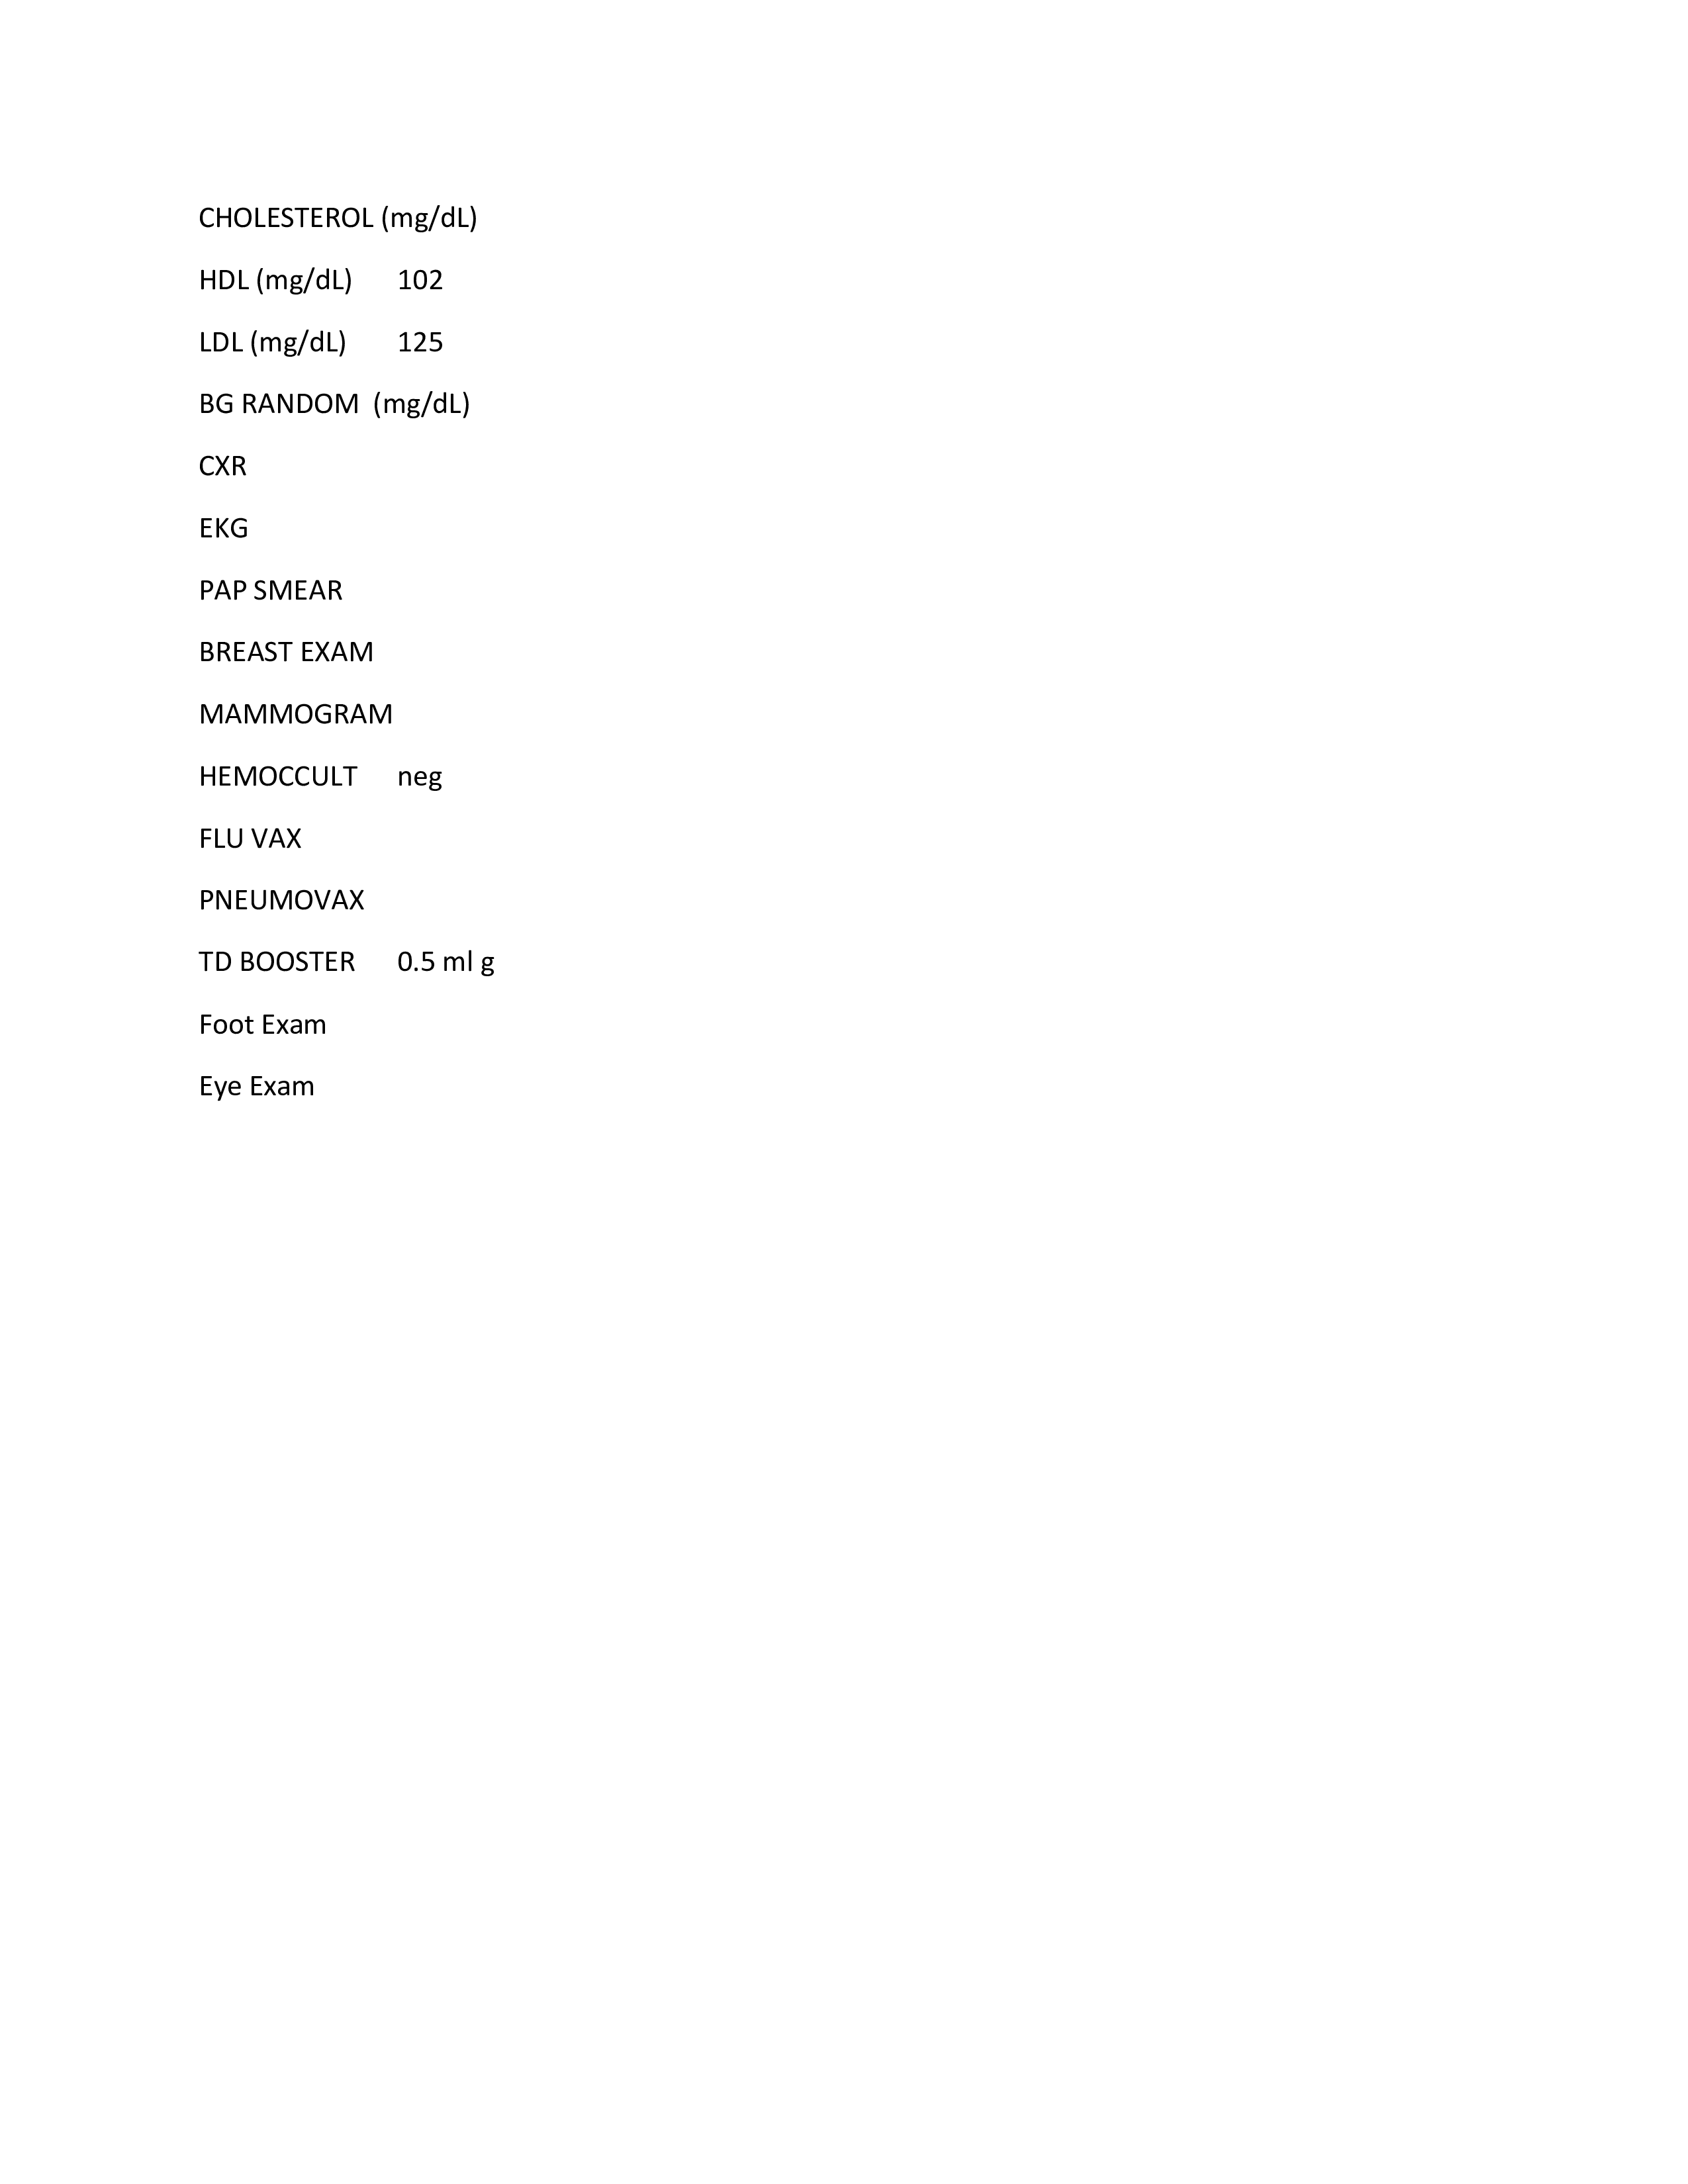 CHOLESTEROL (mg/dL)
HDL (mg/dL) 102
LDL (mg/dL) 125
BG RANDOM  (mg/dL)
CXR
EKG
PAP SMEAR
BREAST EXAM
MAMMOGRAM
HEMOCCULT neg
FLU VAX
PNEUMOVAX
TD BOOSTER 0.5 ml g
Foot Exam
Eye Exam